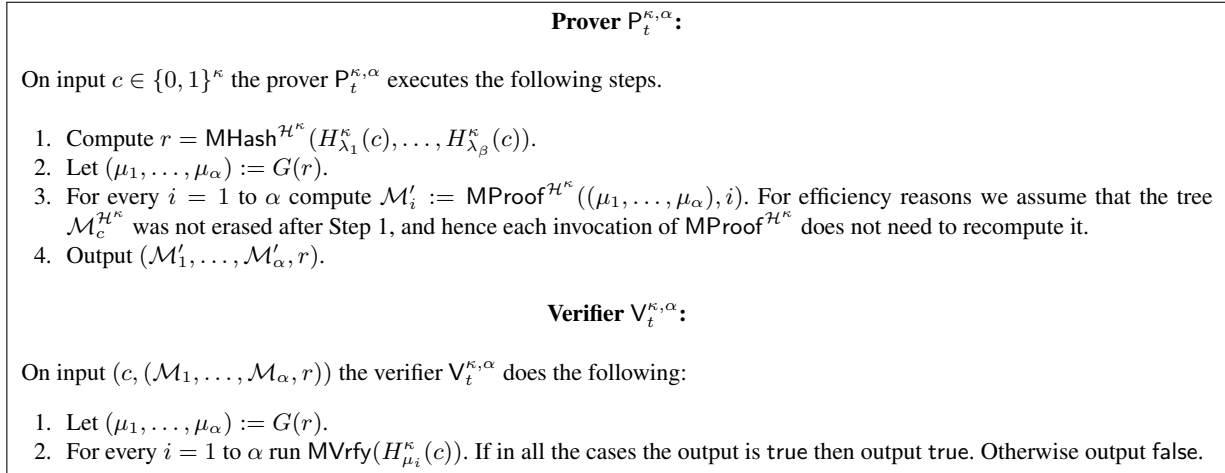 Prover P_t^{κ,α}:
On input c ∈ {0, 1}^κ the prover P_t^{κ,α} executes the following steps.
1. Compute r = MHash^{ℋ^κ}(H_{λ_1}^κ(c), . . . , H_{λ_β}^κ(c)).
2. Let (μ_1, . . . , μ_α) := G(r).
3. For every i = 1 to α compute ℳ′_i := MProof^{ℋ^κ}((μ_1, . . . , μ_α), i). For efficiency reasons we assume that the tree
ℳ_c^{ℋ^κ} was not erased after Step 1, and hence each invocation of MProof^{ℋ^κ} does not need to recompute it.
4. Output (ℳ′_1, . . . , ℳ′_α, r).
Verifier V_t^{κ,α}:
On input (c, (ℳ_1, . . . , ℳ_α, r)) the verifier V_t^{κ,α} does the following:
1. Let (μ_1, . . . , μ_α) := G(r).
2. For every i = 1 to α run MVrfy(H_{μ_i}^κ(c)). If in all the cases the output is true then output true. Otherwise output false.